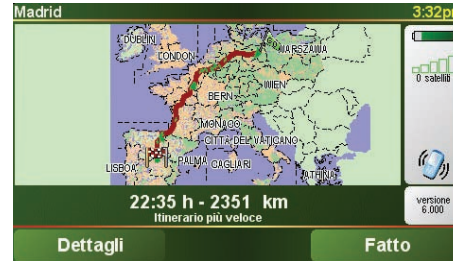 Madrid 3:32p
DUBLIN
LONDON
WARSZAWA
0 satelliti
BERN
WIEN
MONACO
CITTÀ DEL VATICANO
LISBOA
PALMA
CAGLIARI
ATHINA
22:35 h - 2351 km
Itinerario più veloce
versione
6.000
Dettagli
Fatto